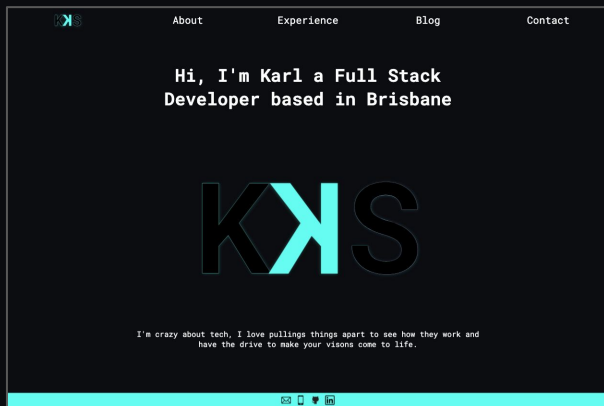 KKS
About Experience Blog Contact
Hi, I'm Karl a Full Stack
Developer based in Brisbane
KKS
I'm crazy about tech, I love pullings things apart to see how they work and
have the drive to make your visons come to life.
in